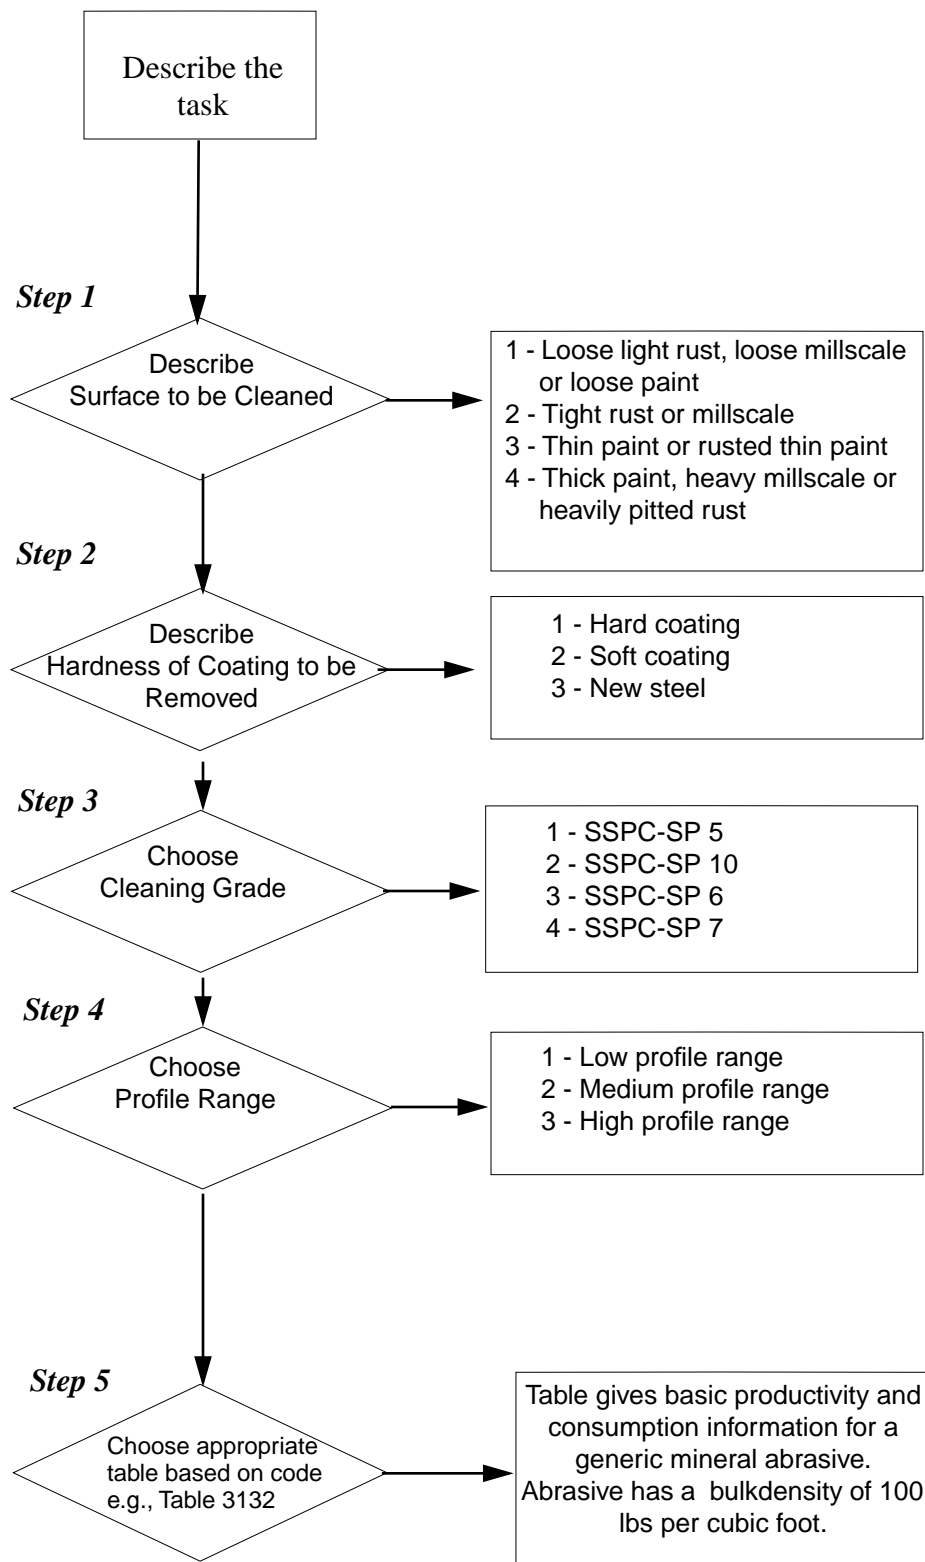 Describe the
task
Step 1
Describe
Surface to be Cleaned
1 - Loose light rust, loose millscale
or loose paint
2 - Tight rust or millscale
3 - Thin paint or rusted thin paint
4 - Thick paint, heavy millscale or
heavily pitted rust
Step 2
Describe
Hardness of Coating to be
Removed
1 - Hard coating
2 - Soft coating
3 - New steel
Step 3
Choose
Cleaning Grade
1 - SSPC-SP 5
2 - SSPC-SP 10
3 - SSPC-SP 6
4 - SSPC-SP 7
Step 4
Choose
Profile Range
1 - Low profile range
2 - Medium profile range
3 - High profile range
Step 5
Choose appropriate
table based on code
e.g., Table 3132
Table gives basic productivity and
consumption information for a
generic mineral abrasive.
Abrasive has a bulkdensity of 100
lbs per cubic foot.